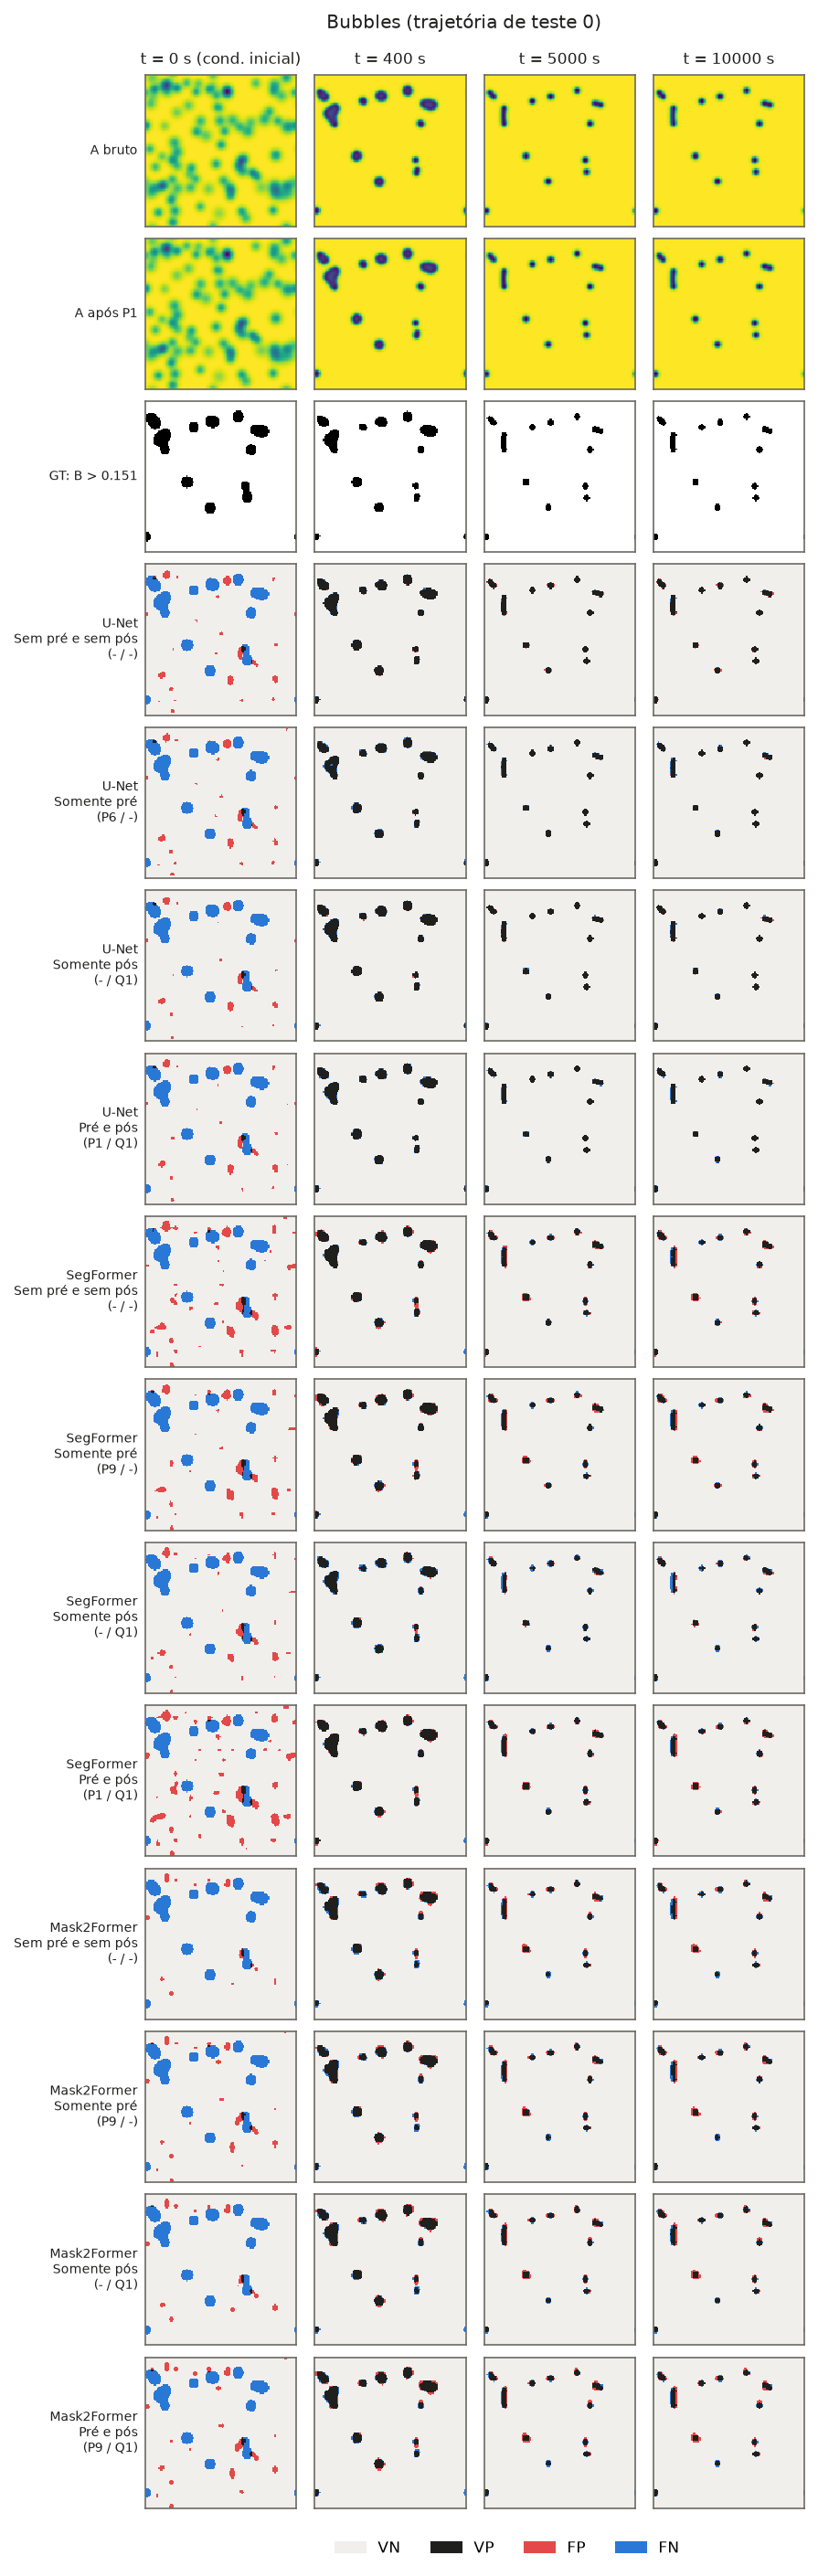 Bubbles (trajetória de teste 0)
t = 0 s (cond. inicial)
t = 400 s
t = 5000 s
t = 10000 s
A bruto
A após P1
GT: B > 0.151
U-Net
Sem pré e sem pós
(- / -)
U-Net
Somente pré
(P6 / -)
U-Net
Somente pós
(- / Q1)
U-Net
Pré e pós
(P1 / Q1)
SegFormer
Sem pré e sem pós
(- / -)
SegFormer
Somente pré
(P9 / -)
SegFormer
Somente pós
(- / Q1)
SegFormer
Pré e pós
(P1 / Q1)
Mask2Former
Sem pré e sem pós
(- / -)
Mask2Former
Somente pré
(P9 / -)
Mask2Former
Somente pós
(- / Q1)
Mask2Former
Pré e pós
(P9 / Q1)
VN
VP
FP
FN